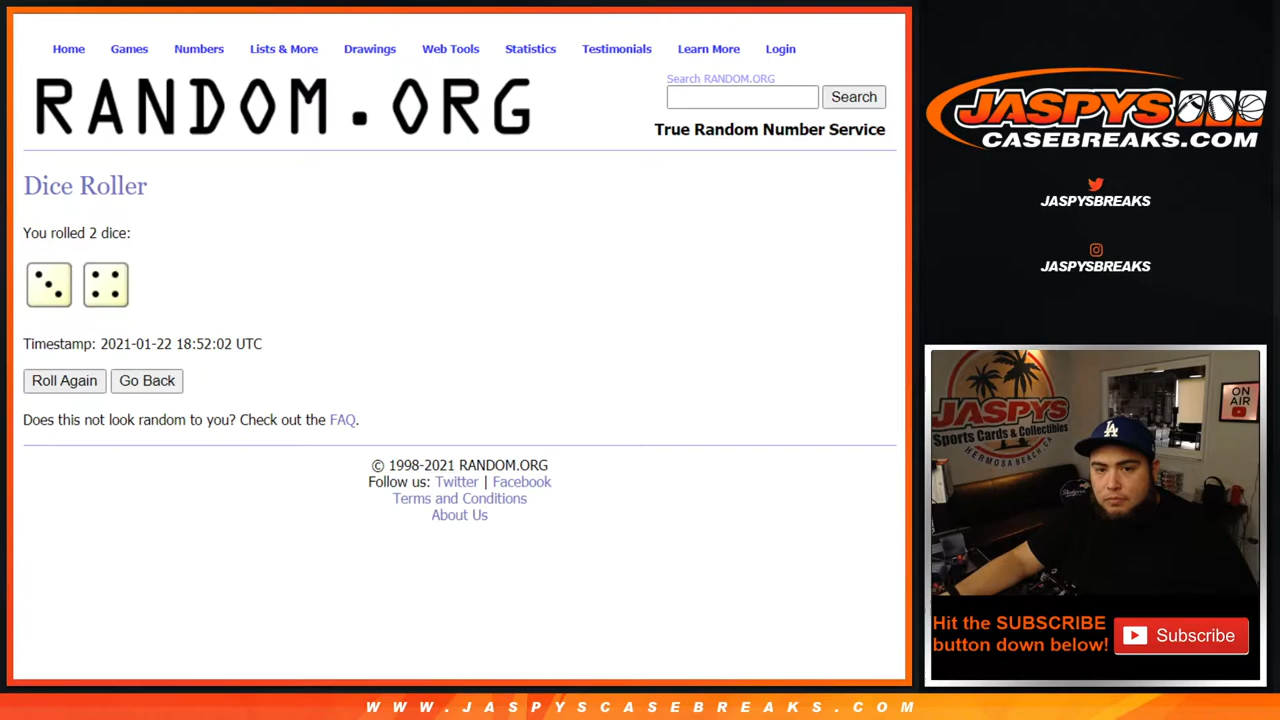 Home Games Numbers Lists & More Drawings Web Tools Statistics Testimonials Learn More Login
RANDOM.ORG
Search RANDOM.ORG
Search
True Random Number Service
Dice Roller
You rolled 2 dice:
Timestamp: 2021-01-22 18:52:02 UTC
Roll Again Go Back
Does this not look random to you? Check out the FAQ.
© 1998-2021 RANDOM.ORG
Follow us: Twitter | Facebook
Terms and Conditions
About Us
JASPYS
CASEBREAKS.COM
JASPYSBREAKS
JASPYSBREAKS
JASPYS
Sports Cards & Collectibles
HERMOSA BEACH, CA
ON
AIR
LA
Dodgers
Hit the SUBSCRIBE
button down below!
Subscribe
WWW.JASPYSCASEBREAKS.COM